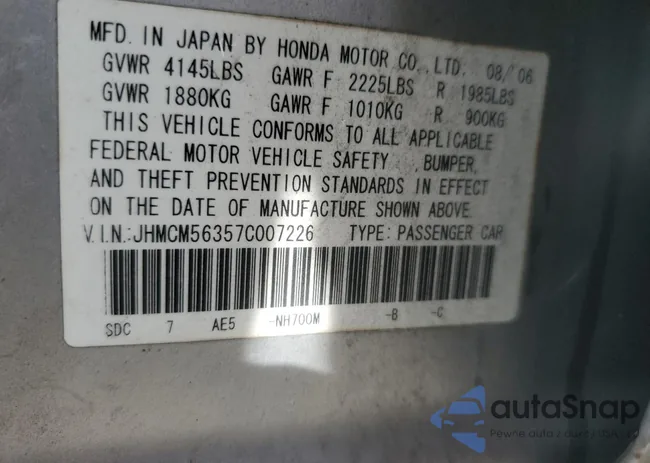 MFD. IN JAPAN BY HONDA MOTOR CO., LTD. 08/'06
GVWR 4145LBS GAWR F 2225LBS R 1985LBS
GVWR 1880KG GAWR F 1010KG R 900KG
THIS VEHICLE CONFORMS TO ALL APPLICABLE
FEDERAL MOTOR VEHICLE SAFETY ,BUMPER,
AND THEFT PREVENTION STANDARDS IN EFFECT
ON THE DATE OF MANUFACTURE SHOWN ABOVE.
V.I.N.:JHMCM56357C007226 TYPE: PASSENGER CAR
SDC 7 AE5 -NH700M -B -C
autoSnap
Pewne auta z